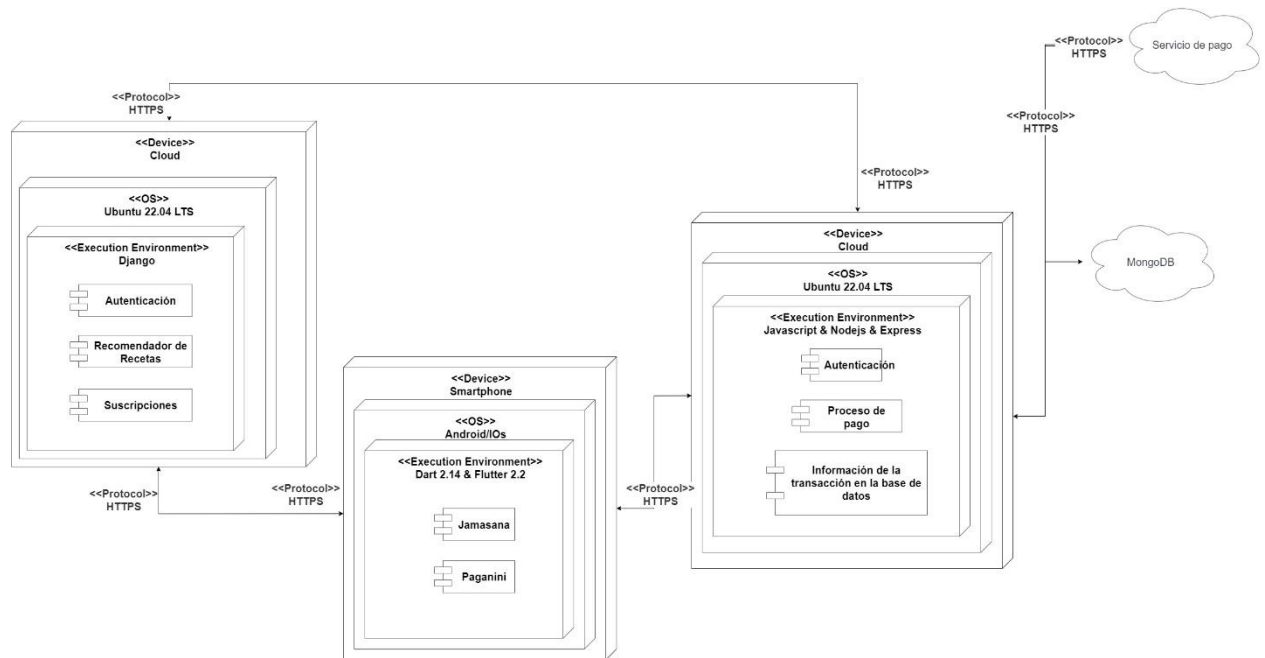 <<Protocol>>
HTTPS
Servicio de pago
<<Protocol>>
HTTPS
<<Protocol>>
HTTPS
<<Protocol>>
HTTPS
<<Device>>
Cloud
<<OS>>
Ubuntu 22.04 LTS
<<Execution Environment>>
Django
Autenticación
Recomendador de
Recetas
Suscripciones
<<Protocol>>
HTTPS
<<Protocol>>
HTTPS
<<Device>>
Smartphone
<<OS>>
Android/IOs
<<Execution Environment>>
Dart 2.14 & Flutter 2.2
Jamasana
Paganini
<<Device>>
Cloud
<<OS>>
Ubuntu 22.04 LTS
<<Execution Environment>>
Javascript & Nodejs & Express
Autenticación
Proceso de
pago
Información de la
transacción en la base de
datos
MongoDB